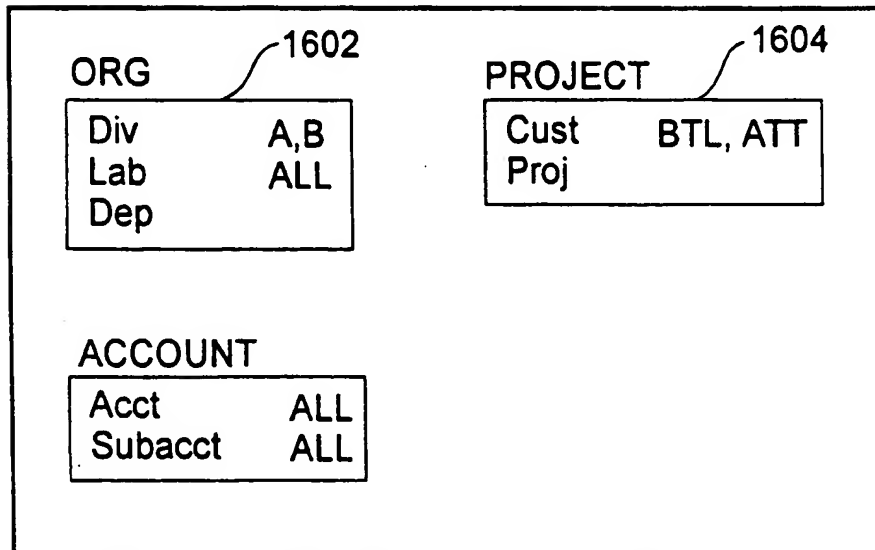 1602
ORG
Div A,B
Lab ALL
Dep
1604
PROJECT
Cust BTL, ATT
Proj
ACCOUNT
Acct ALL
Subacct ALL